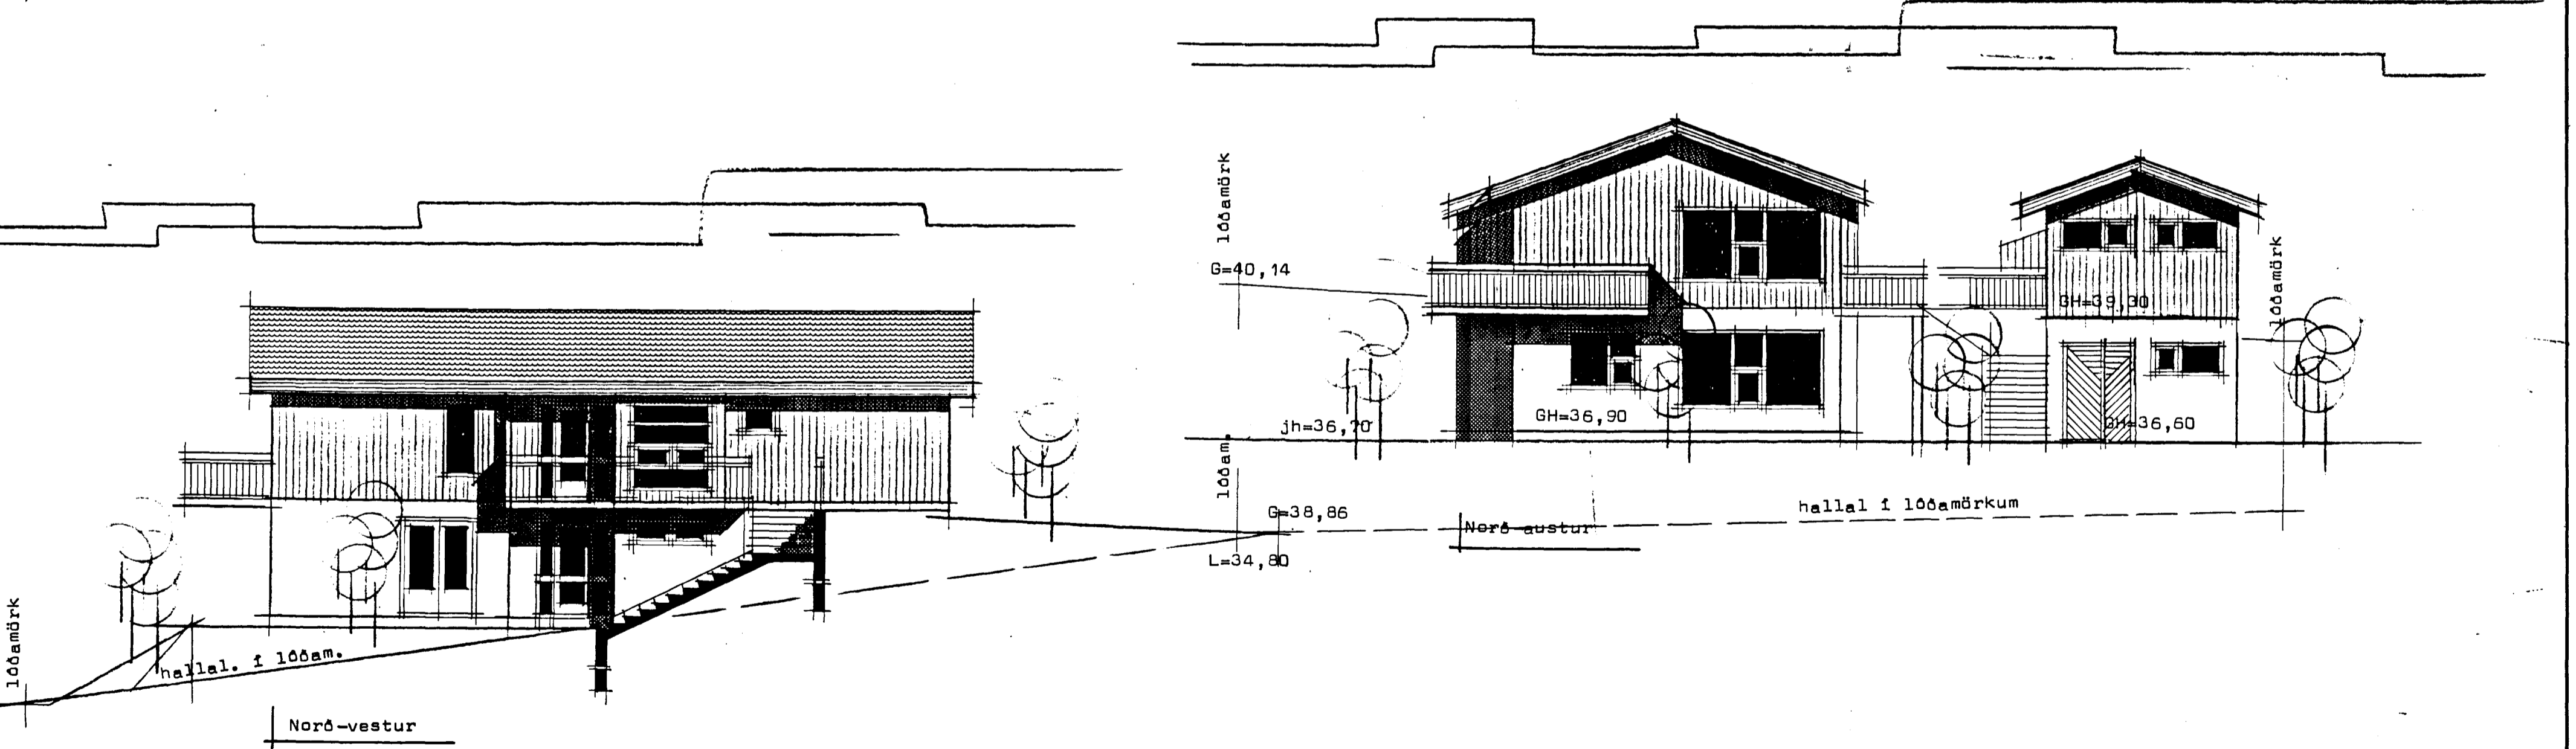 lóðamörk
hallal. í lóðam.
Norð-vestur
lóðamörk
G=40,14
jh=36,70
lóðam.
G=38,86
L=34,80
GH=36,90
Norð-austur
hallal í lóðamörkum
GH=39,30
GH=36,60
lóðamörk